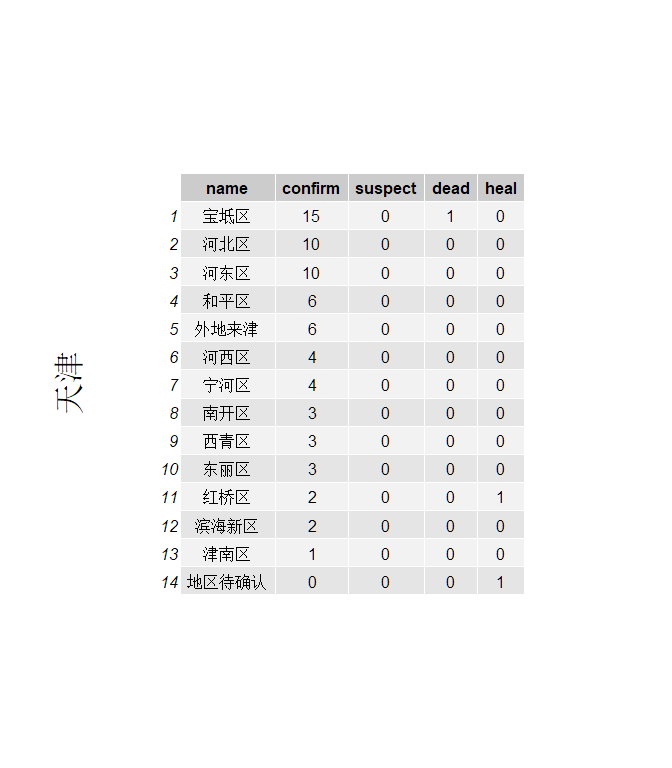 天津
name confirm suspect dead heal
1 宝坻区 15 0 1 0
2 河北区 10 0 0 0
3 河东区 10 0 0 0
4 和平区 6 0 0 0
5 外地来津 6 0 0 0
6 河西区 4 0 0 0
7 宁河区 4 0 0 0
8 南开区 3 0 0 0
9 西青区 3 0 0 0
10 东丽区 3 0 0 0
11 红桥区 2 0 0 1
12 滨海新区 2 0 0 0
13 津南区 1 0 0 0
14 地区待确认 0 0 0 1